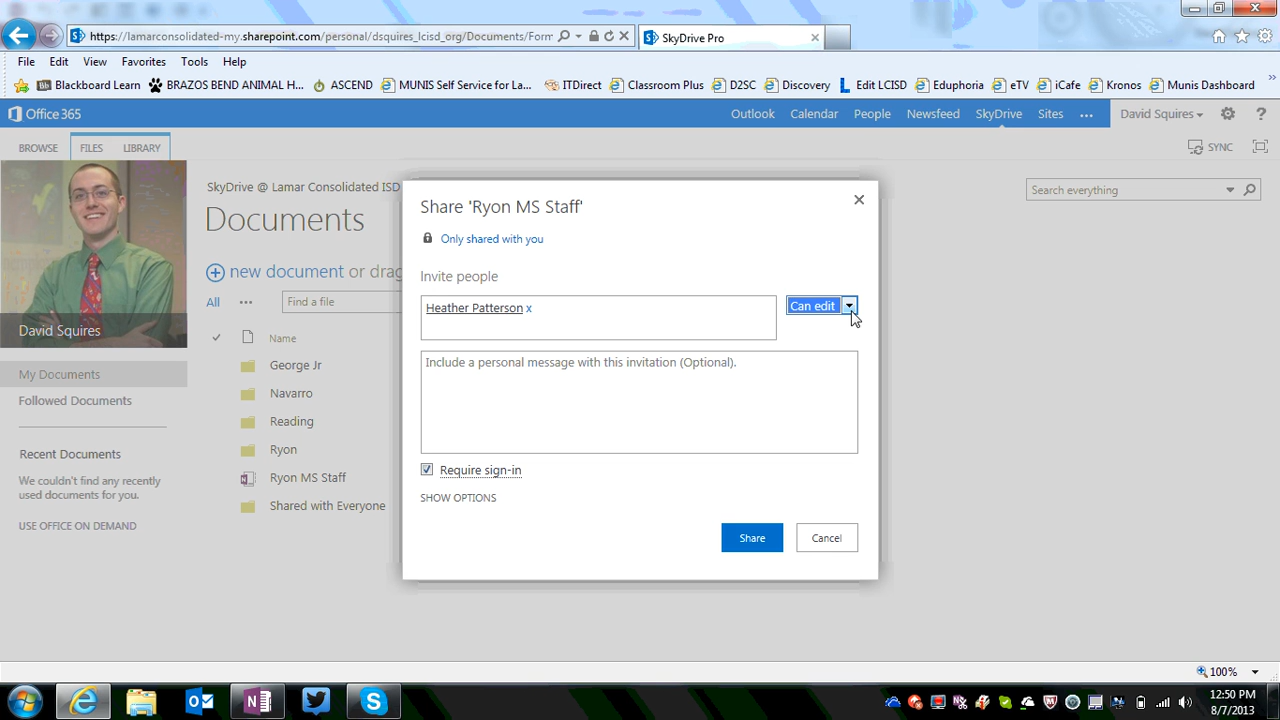 https://lamarconsolidated-my.sharepoint.com/personal/dsquires_lcisd_org/Documents/Form
SkyDrive Pro
File Edit View Favorites Tools Help
Blackboard Learn BRAZOS BEND ANIMAL H... ASCEND MUNIS Self Service for La... ITDirect Classroom Plus D2SC Discovery Edit LCISD Eduphoria eTV iCafe Kronos Munis Dashboard
Office 365 Outlook Calendar People Newsfeed SkyDrive Sites ... David Squires ?
BROWSE FILES LIBRARY SYNC
SkyDrive @ Lamar Consolidated ISD
Search everything
Documents
new document or drag
All ... Find a file
Name
David Squires
George Jr
My Documents
Navarro
Followed Documents
Reading
Recent Documents
Ryon
We couldn't find any recently
used documents for you.
Ryon MS Staff
Shared with Everyone
USE OFFICE ON DEMAND
Share 'Ryon MS Staff'
Only shared with you
Invite people
Heather Patterson x
Can edit
Include a personal message with this invitation (Optional).
Require sign-in
SHOW OPTIONS
Share Cancel
100%
12:50 PM
8/7/2013